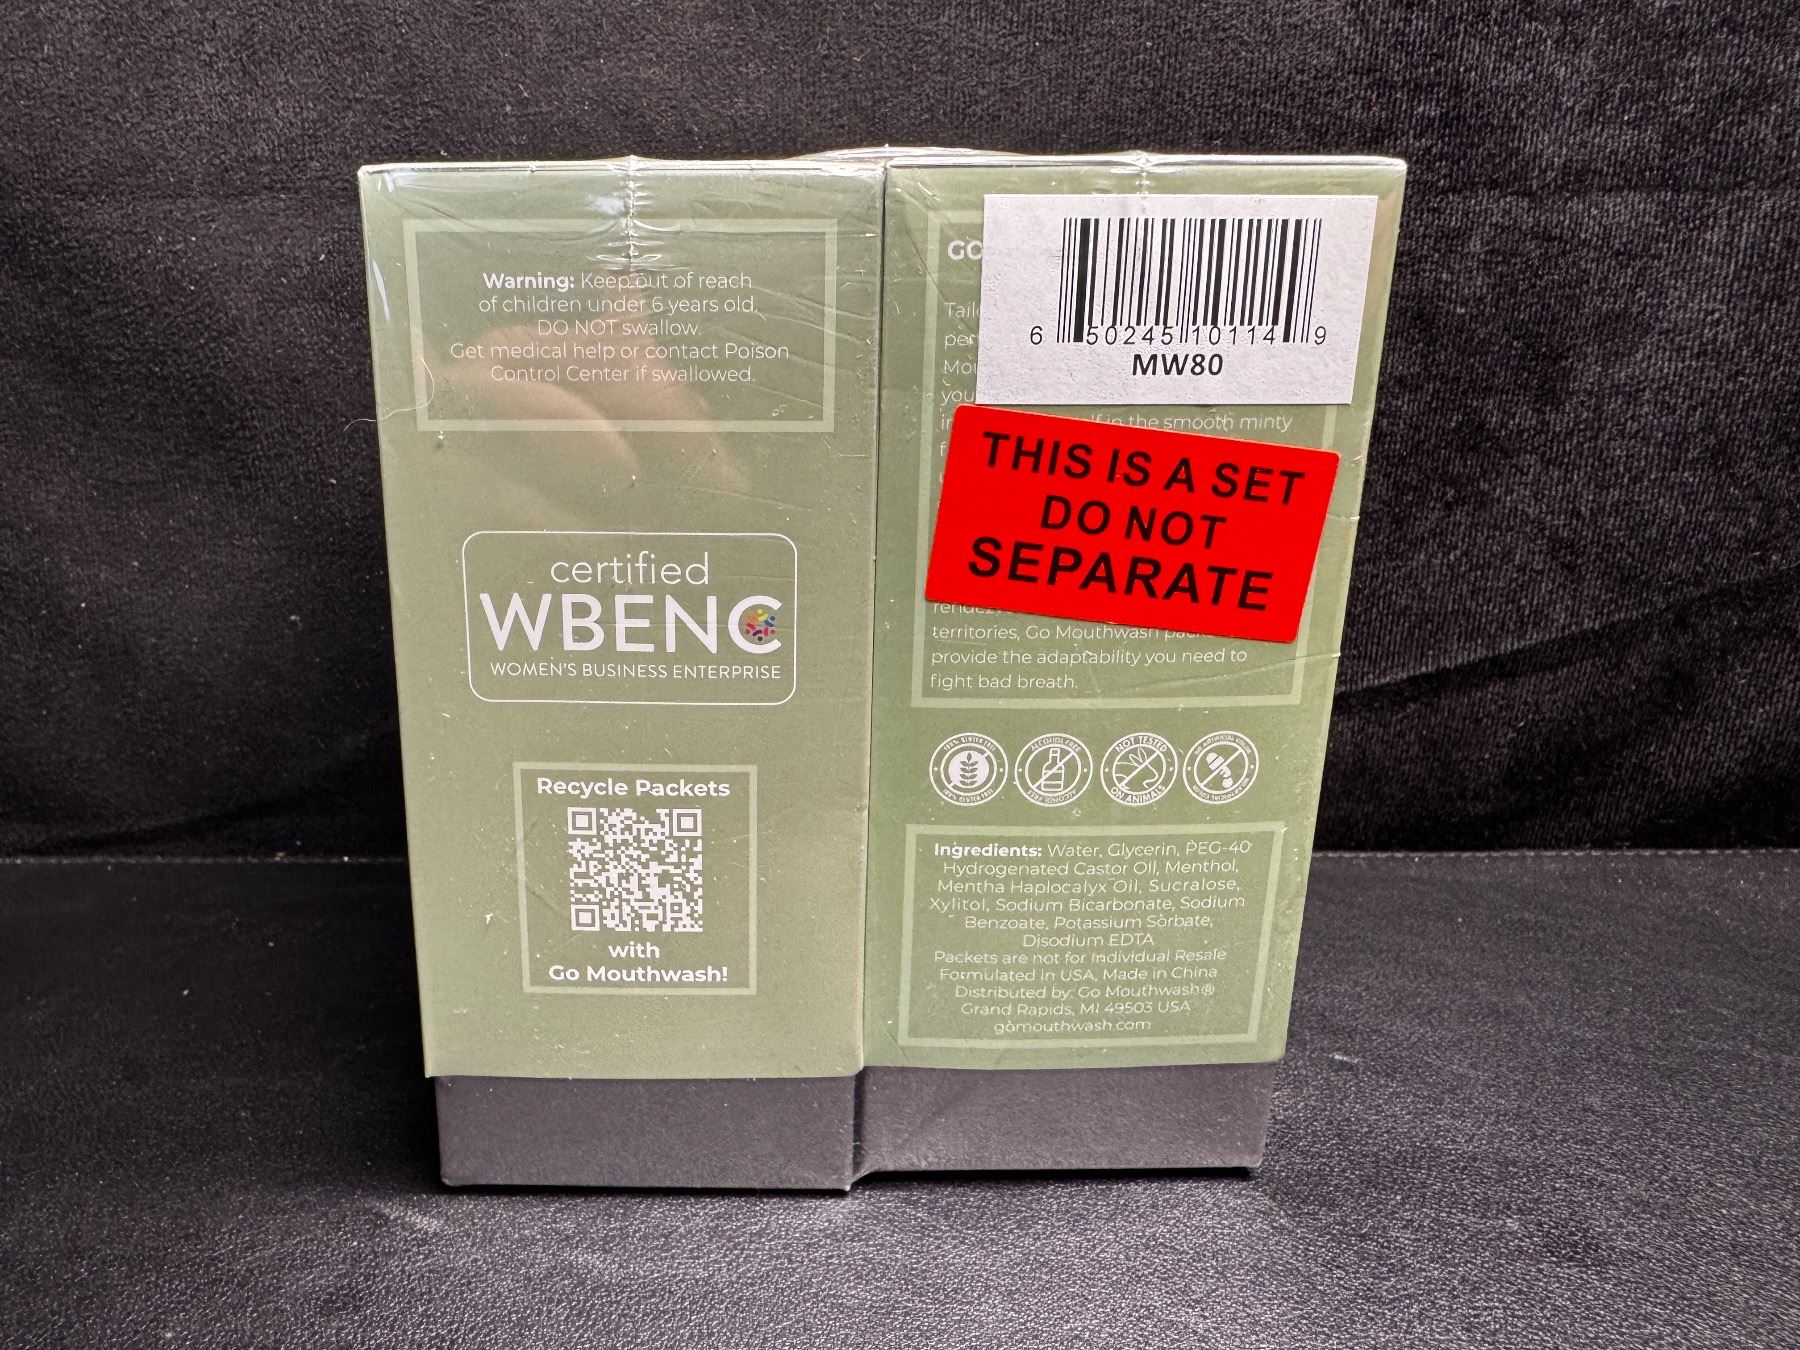 Warning: Keep out of reach
of children under 6 years old.
DO NOT swallow.
Get medical help or contact Poison
Control Center if swallowed.
certified
WBENC
WOMEN'S BUSINESS ENTERPRISE
Recycle Packets
with
Go Mouthwash!
GO
6 50245 10114 9
MW80
in the smooth minty
THIS IS A SET
DO NOT
SEPARATE
territories, Go Mouthwash
provide the adaptability you need to
fight bad breath.
ALCOHOL FREE
ALCOHOL FREE
NOT TESTED
ON ANIMALS
Ingredients: Water, Glycerin, PEG-40
Hydrogenated Castor Oil, Menthol,
Mentha Haplocalyx Oil, Sucralose,
Xylitol, Sodium Bicarbonate, Sodium
Benzoate, Potassium Sorbate,
Disodium EDTA
Packets are not for Individual Resale
Formulated in USA, Made in China
Distributed by: Go Mouthwash®
Grand Rapids, MI 49503 USA
gomouthwash.com